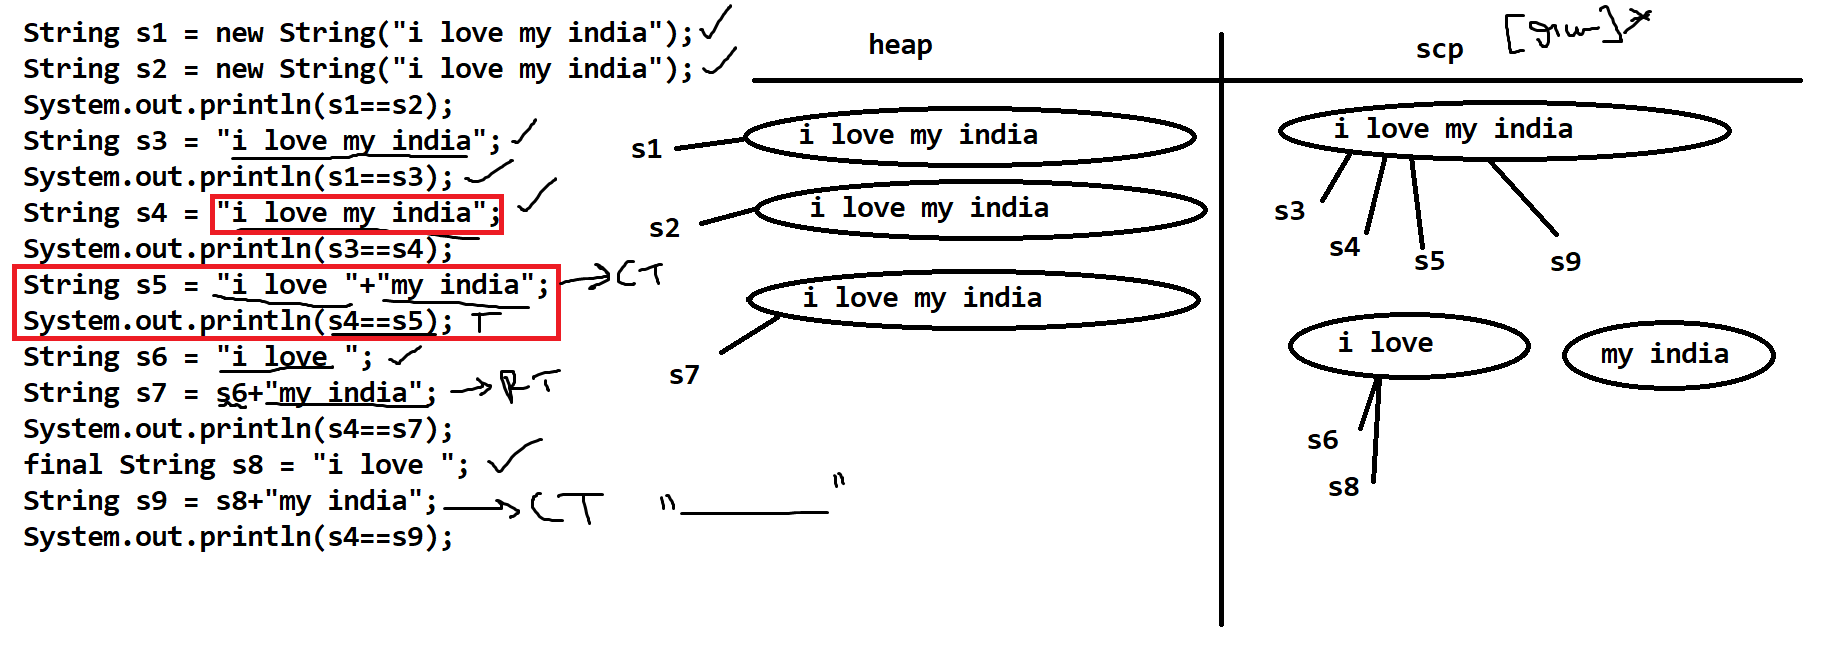 String s1 = new String("i love my india");
String s2 = new String("i love my india");
System.out.println(s1==s2);
String s3 = "i love my india";
System.out.println(s1==s3);
String s4 = "i love my india";
System.out.println(s3==s4);
String s5 = "i love "+"my india"; CT
System.out.println(s4==s5); T
String s6 = "i love ";
String s7 = s6+"my india"; RT
System.out.println(s4==s7);
final String s8 = "i love ";
String s9 = s8+"my india"; CT "        "
System.out.println(s4==s9);
heap
s1 i love my india
s2 i love my india
i love my india
s7
scp
i love my india
s3
s4
s5
s9
i love
my india
s6
s8